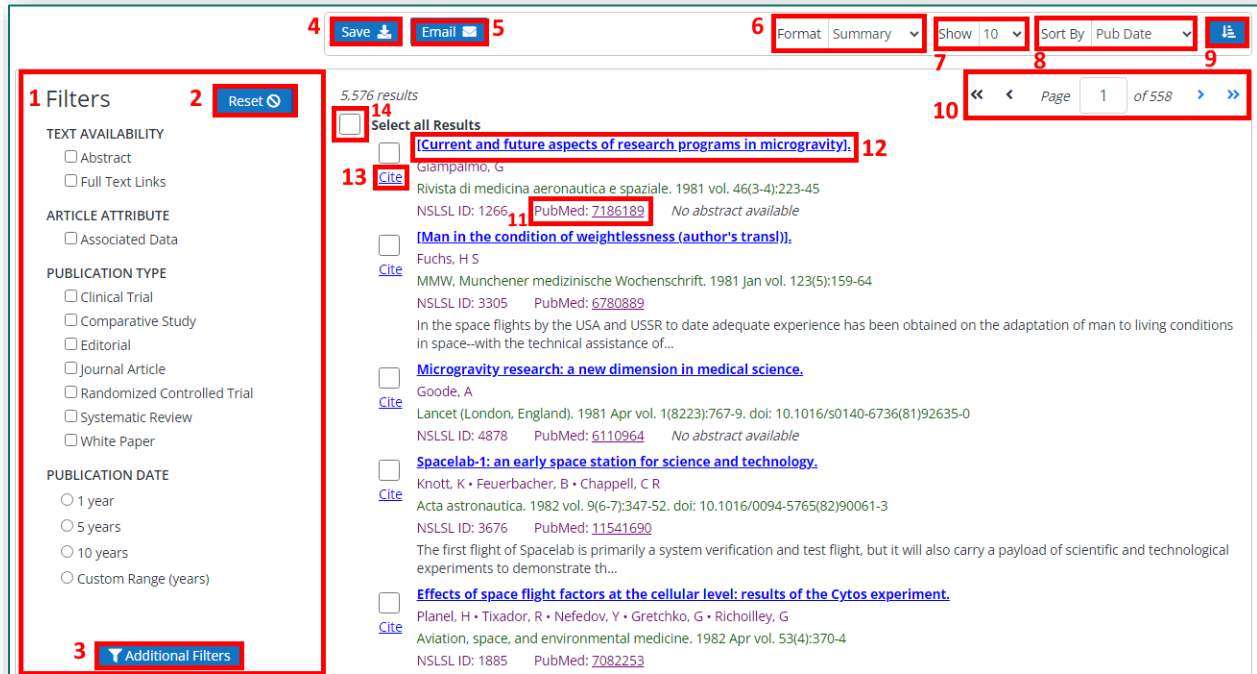 4 Save Email 5 6 Format Summary Show 10 Sort By Pub Date
7 8 9
1 Filters 2 Reset
TEXT AVAILABILITY
Abstract
Full Text Links
ARTICLE ATTRIBUTE
Associated Data
PUBLICATION TYPE
Clinical Trial
Comparative Study
Editorial
Journal Article
Randomized Controlled Trial
Systematic Review
White Paper
PUBLICATION DATE
1 year
5 years
10 years
Custom Range (years)
3 Additional Filters
5,576 results
10 « ‹ Page 1 of 558 › »
14 Select all Results
[Current and future aspects of research programs in microgravity]. 12
13 Cite Giampalmo, G
Rivista di medicina aeronautica e spaziale. 1981 vol. 46(3-4):223-45
NSLSL ID: 1266 11 PubMed: 7186189 No abstract available
[Man in the condition of weightlessness (author's transl)].
Cite Fuchs, H S
MMW, Munchener medizinische Wochenschrift. 1981 Jan vol. 123(5):159-64
NSLSL ID: 3305 PubMed: 6780889
In the space flights by the USA and USSR to date adequate experience has been obtained on the adaptation of man to living conditions
in space--with the technical assistance of...
Microgravity research: a new dimension in medical science.
Cite Goode, A
Lancet (London, England). 1981 Apr vol. 1(8223):767-9. doi: 10.1016/s0140-6736(81)92635-0
NSLSL ID: 4878 PubMed: 6110964 No abstract available
Spacelab-1: an early space station for science and technology.
Cite Knott, K • Feuerbacher, B • Chappell, C R
Acta astronautica. 1982 vol. 9(6-7):347-52. doi: 10.1016/0094-5765(82)90061-3
NSLSL ID: 3676 PubMed: 11541690
The first flight of Spacelab is primarily a system verification and test flight, but it will also carry a payload of scientific and technological
experiments to demonstrate th...
Effects of space flight factors at the cellular level: results of the Cytos experiment.
Cite Planel, H • Tixador, R • Nefedov, Y • Gretchko, G • Richoilley, G
Aviation, space, and environmental medicine. 1982 Apr vol. 53(4):370-4
NSLSL ID: 1885 PubMed: 7082253